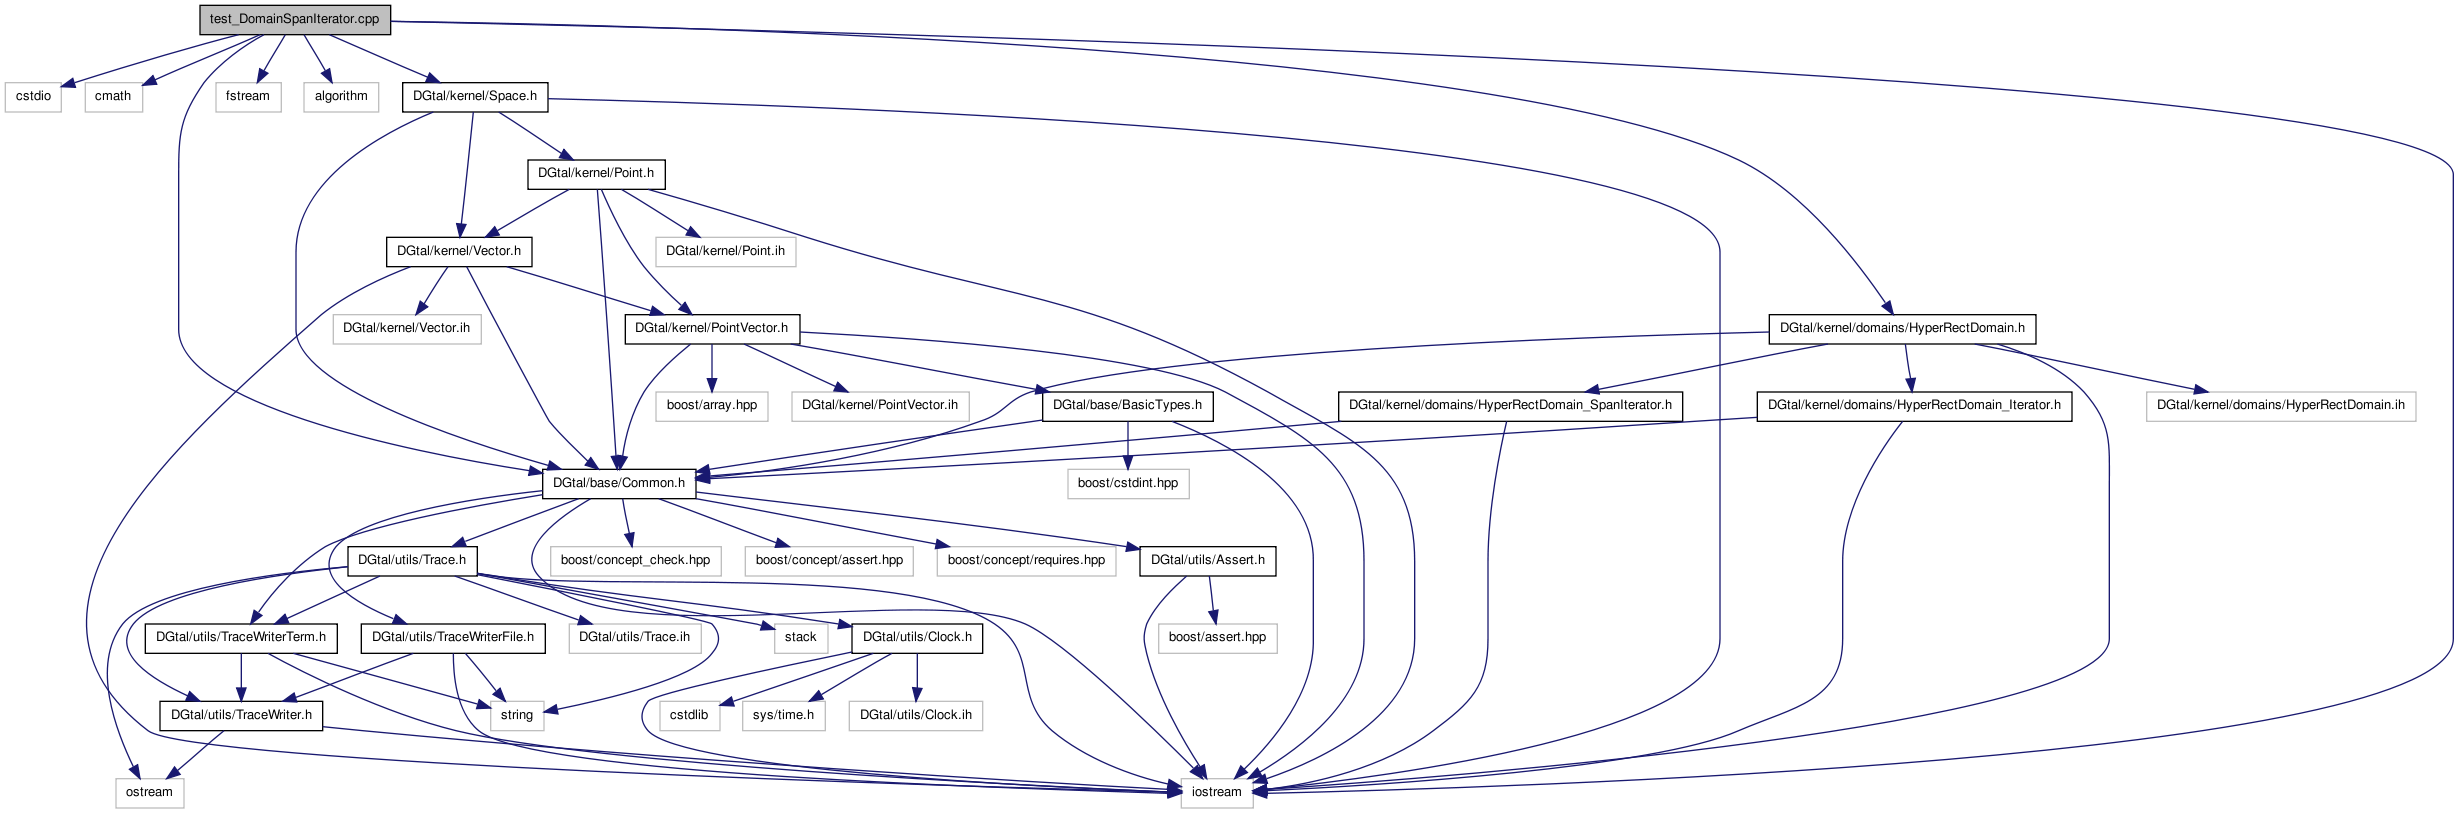 test_DomainSpanIterator.cpp
cstdio
cmath
fstream
algorithm
DGtal/kernel/Space.h
DGtal/kernel/Point.h
DGtal/kernel/Vector.h
DGtal/kernel/Point.ih
DGtal/kernel/Vector.ih
DGtal/kernel/PointVector.h
DGtal/kernel/domains/HyperRectDomain.h
boost/array.hpp
DGtal/kernel/PointVector.ih
DGtal/base/BasicTypes.h
DGtal/kernel/domains/HyperRectDomain_SpanIterator.h
DGtal/kernel/domains/HyperRectDomain_Iterator.h
DGtal/kernel/domains/HyperRectDomain.ih
DGtal/base/Common.h
boost/cstdint.hpp
DGtal/utils/Trace.h
boost/concept_check.hpp
boost/concept/assert.hpp
boost/concept/requires.hpp
DGtal/utils/Assert.h
DGtal/utils/TraceWriterTerm.h
DGtal/utils/TraceWriterFile.h
DGtal/utils/Trace.ih
stack
DGtal/utils/Clock.h
boost/assert.hpp
DGtal/utils/TraceWriter.h
string
cstdlib
sys/time.h
DGtal/utils/Clock.ih
ostream
iostream